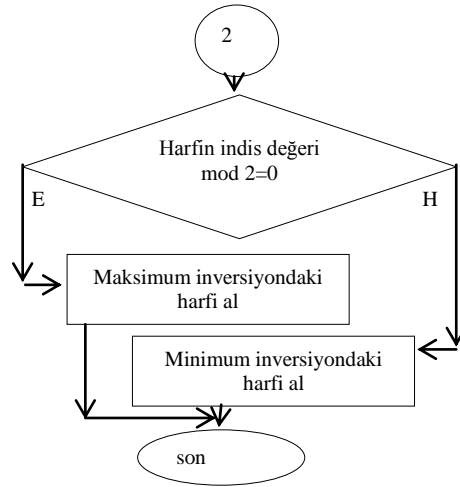 2
Harfin indis değeri
mod 2=0
E
H
Maksimum inversiyondaki
harfi al
Minimum inversiyondaki
harfi al
son